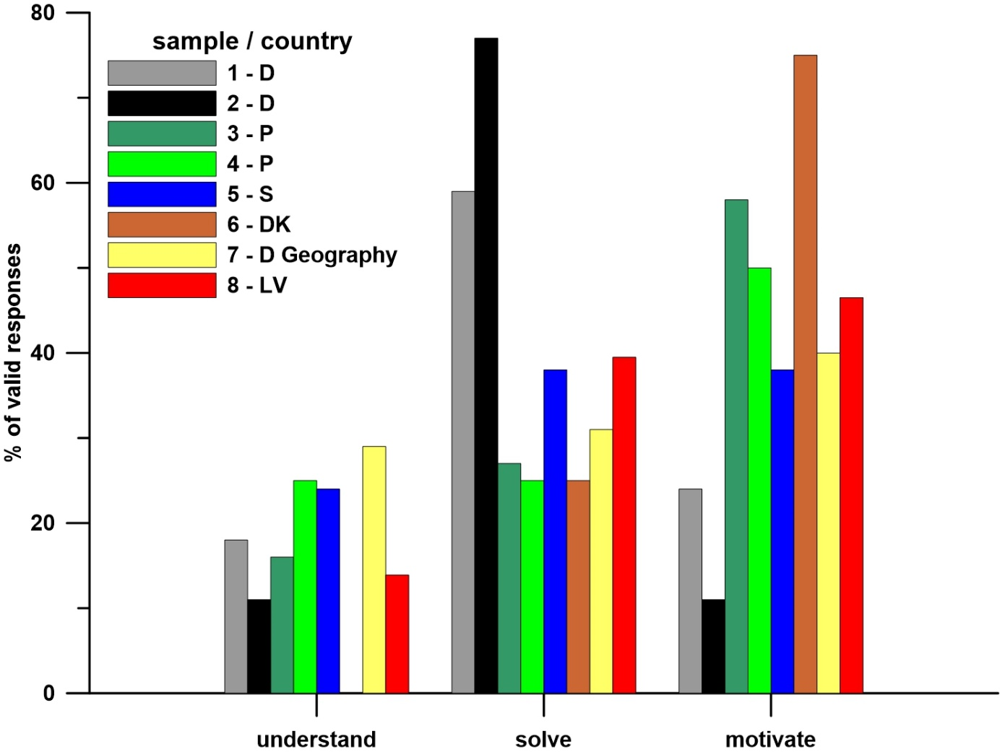 80
60
40
20
0
% of valid responses
sample / country
1 - D
2 - D
3 - P
4 - P
5 - S
6 - DK
7 - D Geography
8 - LV
understand
solve
motivate